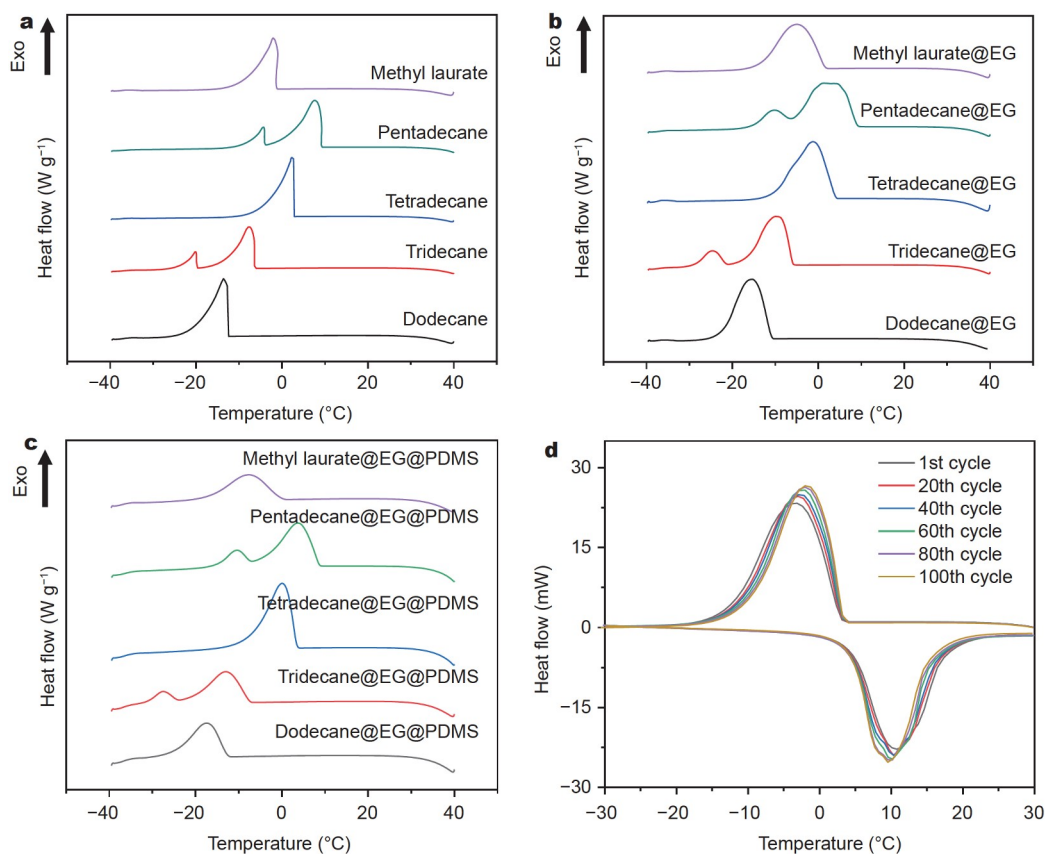 a
Exo
Heat flow (W g⁻¹)
Methyl laurate
Pentadecane
Tetradecane
Tridecane
Dodecane
−40 −20 0 20 40
Temperature (°C)
b
Exo
Heat flow (W g⁻¹)
Methyl laurate@EG
Pentadecane@EG
Tetradecane@EG
Tridecane@EG
Dodecane@EG
−40 −20 0 20 40
Temperature (°C)
c
Exo
Heat flow (W g⁻¹)
Methyl laurate@EG@PDMS
Pentadecane@EG@PDMS
Tetradecane@EG@PDMS
Tridecane@EG@PDMS
Dodecane@EG@PDMS
−40 −20 0 20 40
Temperature (°C)
d
Heat flow (mW)
30
15
0
−15
−30
1st cycle
20th cycle
40th cycle
60th cycle
80th cycle
100th cycle
−30 −20 −10 0 10 20 30
Temperature (°C)